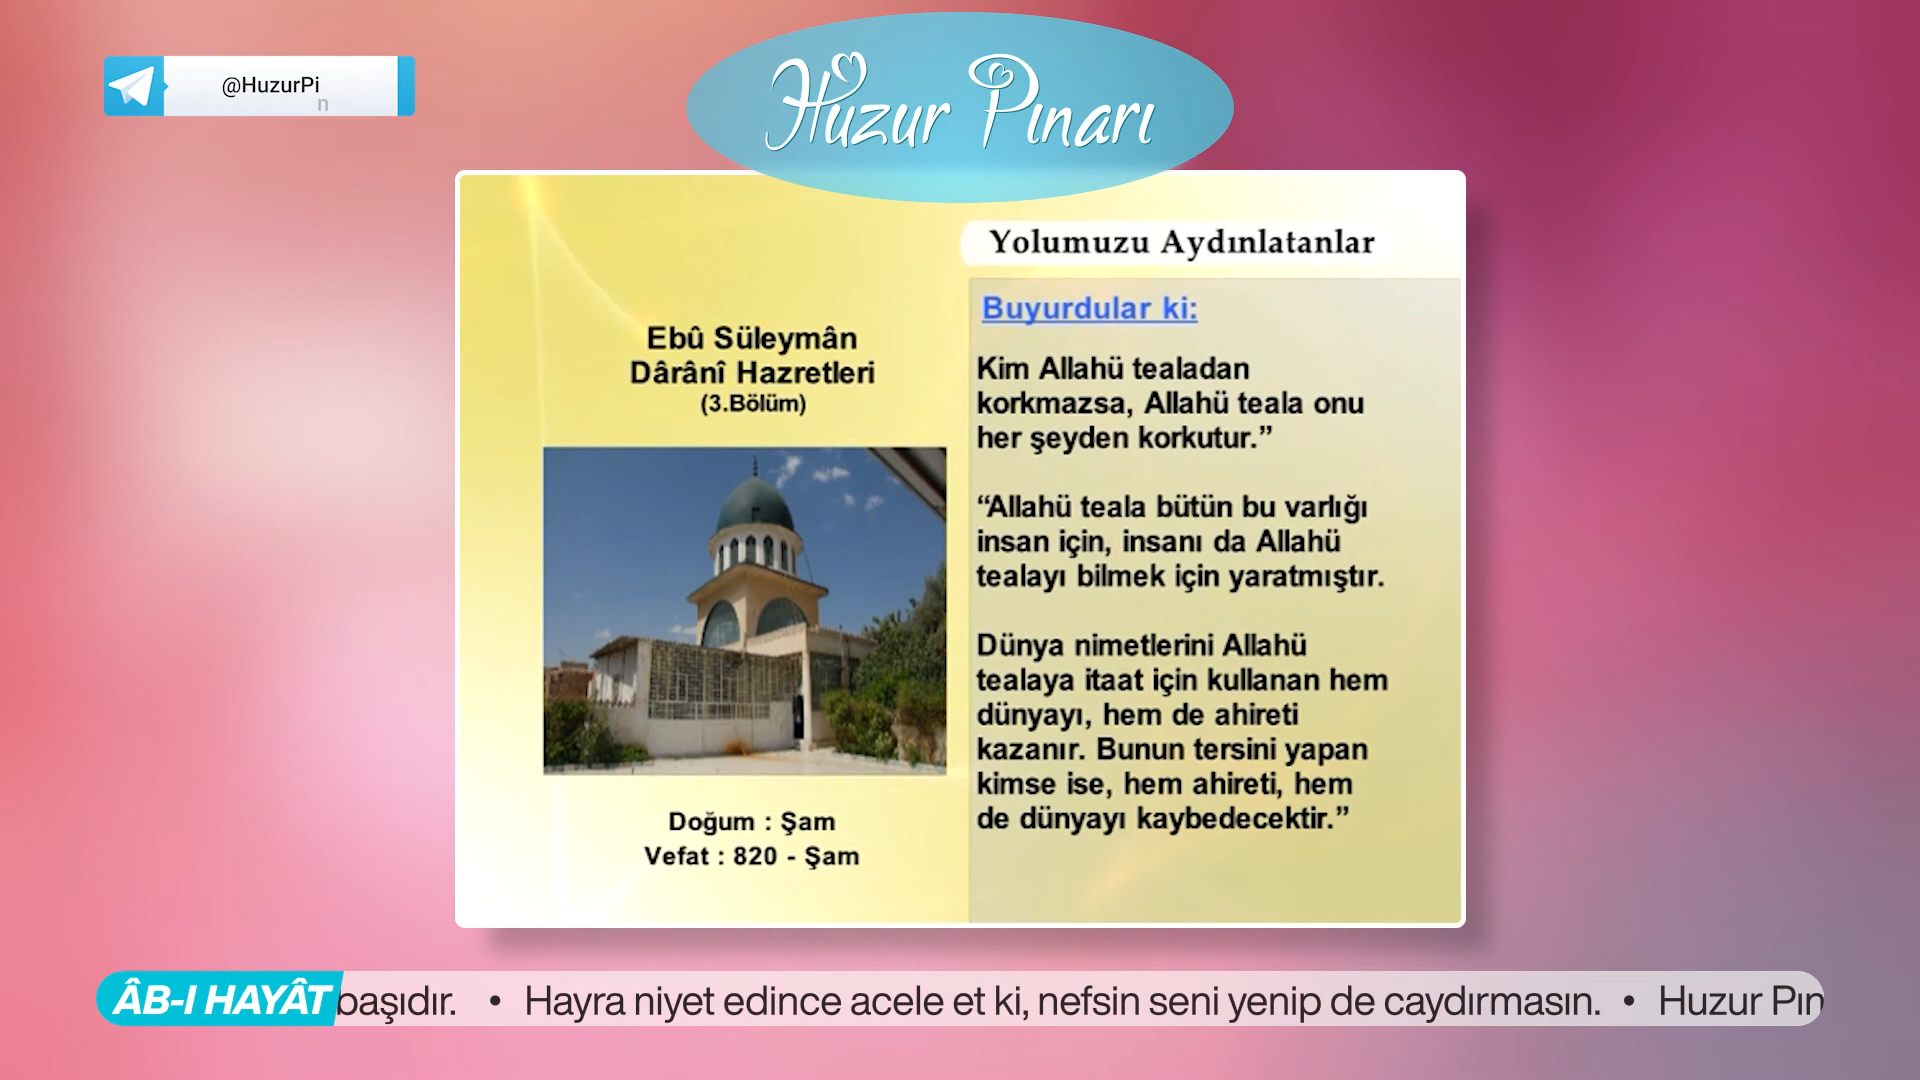 @HuzurPi
n
Huzur Pınarı
Yolumuzu Aydınlatanlar
Ebû Süleymân
Dârânî Hazretleri
(3.Bölüm)
Doğum : Şam
Vefat : 820 - Şam
Buyurdular ki:
Kim Allahü tealadan
korkmazsa, Allahü teala onu
her şeyden korkutur.”
“Allahü teala bütün bu varlığı
insan için, insanı da Allahü
tealayı bilmek için yaratmıştır.
Dünya nimetlerini Allahü
tealaya itaat için kullanan hem
dünyayı, hem de ahireti
kazanır. Bunun tersini yapan
kimse ise, hem ahireti, hem
de dünyayı kaybedecektir.”
ÂB-I HAYÂT başıdır. • Hayra niyet edince acele et ki, nefsin seni yenip de caydırmasın. • Huzur Pın